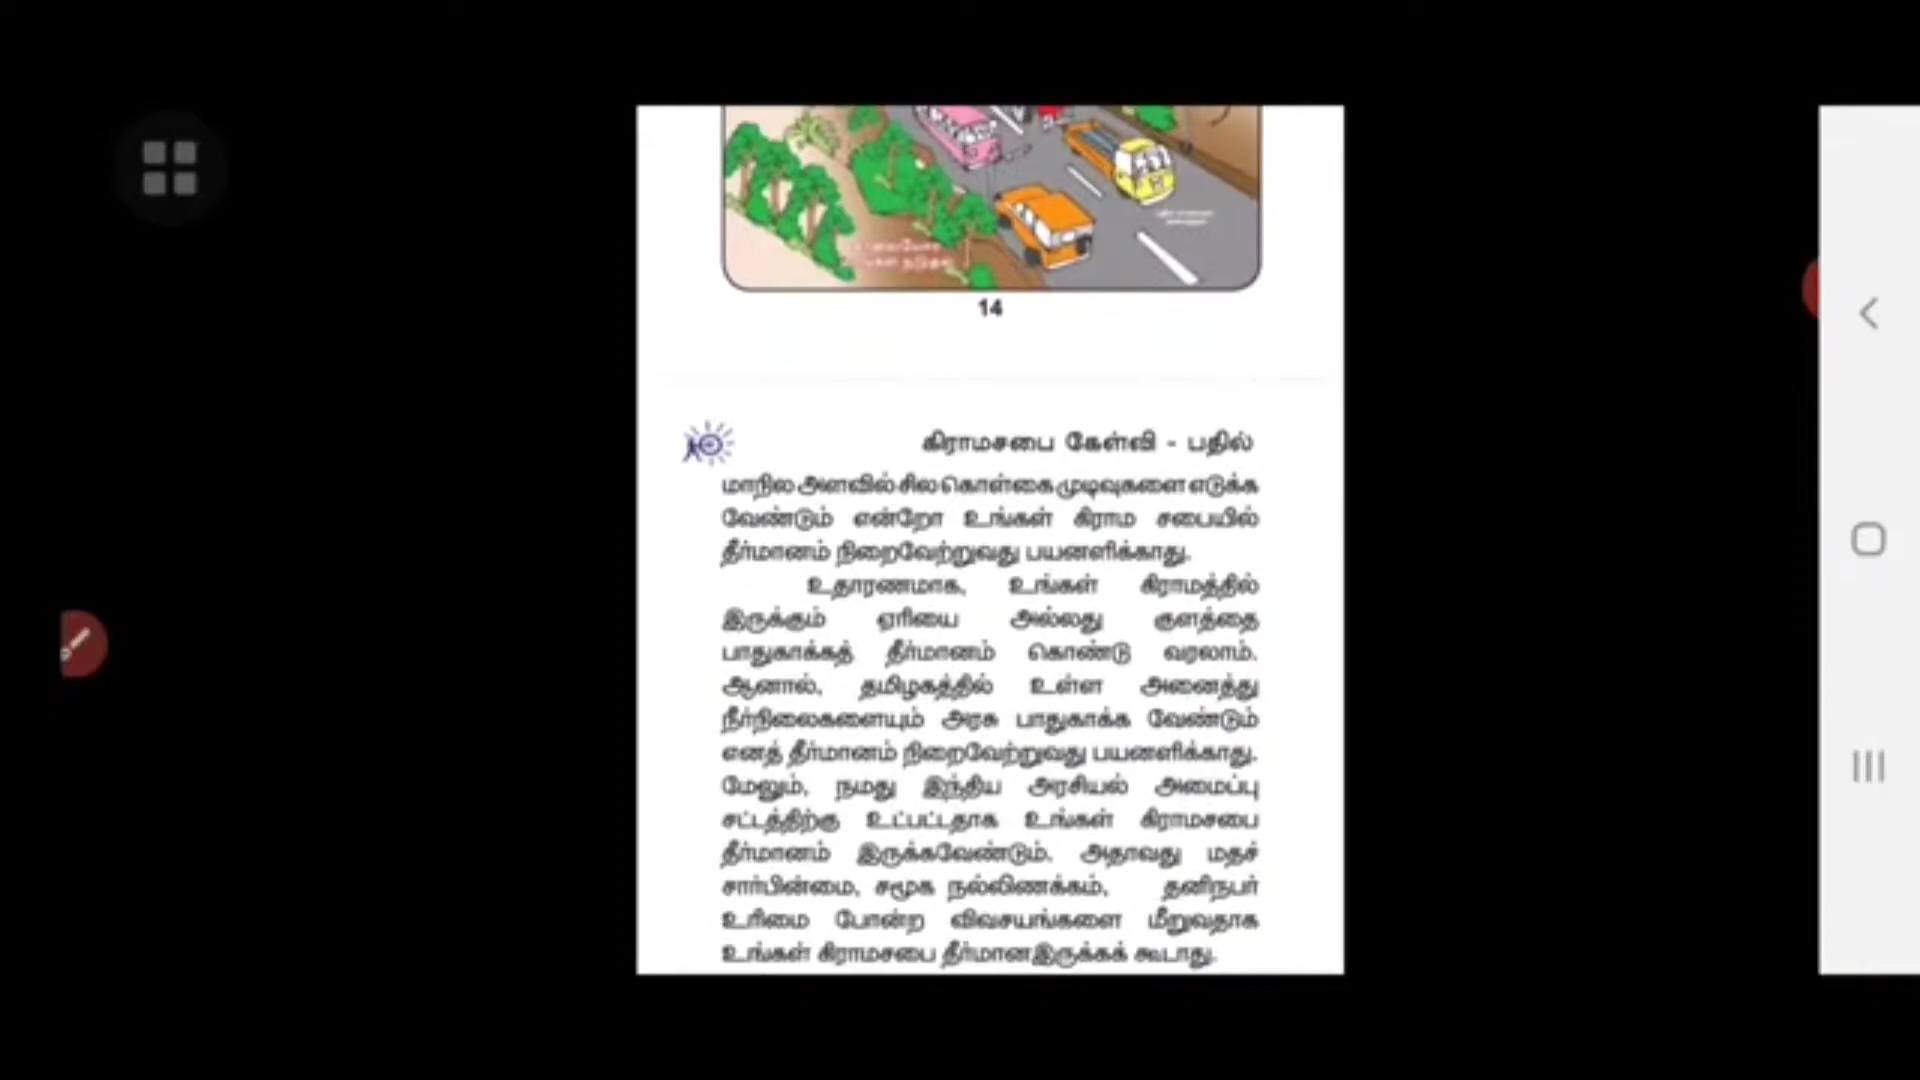 14
கிராமசபை கேள்வி - பதில்
மாநில அளவில் சில கொள்கை முடிவுகளை எடுக்க
வேண்டும் என்றோ உங்கள் கிராம சபையில்
தீர்மானம் நிறைவேற்றுவது பயனளிக்காது.
உதாரணமாக, உங்கள் கிராமத்தில்
இருக்கும் ஏரியை அல்லது குளத்தை
பாதுகாக்கத் தீர்மானம் கொண்டு வரலாம்.
ஆனால், தமிழகத்தில் உள்ள அனைத்து
நீர்நிலைகளையும் அரசு பாதுகாக்க வேண்டும்
எனத் தீர்மானம் நிறைவேற்றுவது பயனளிக்காது.
மேலும், நமது இந்திய அரசியல் அமைப்பு
சட்டத்திற்கு உட்பட்டதாக உங்கள் கிராமசபை
தீர்மானம் இருக்கவேண்டும். அதாவது மதச்
சார்பின்மை, சமூக நல்லிணக்கம், தனிநபர்
உரிமை போன்ற விவசயங்களை மீறுவதாக
உங்கள் கிராமசபை தீர்மானஇருக்கக் கூடாது.